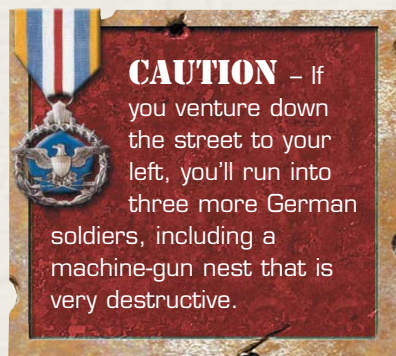 CAUTION – If
you venture down
the street to your
left, you'll run into
three more German
soldiers, including a
machine-gun nest that is
very destructive.